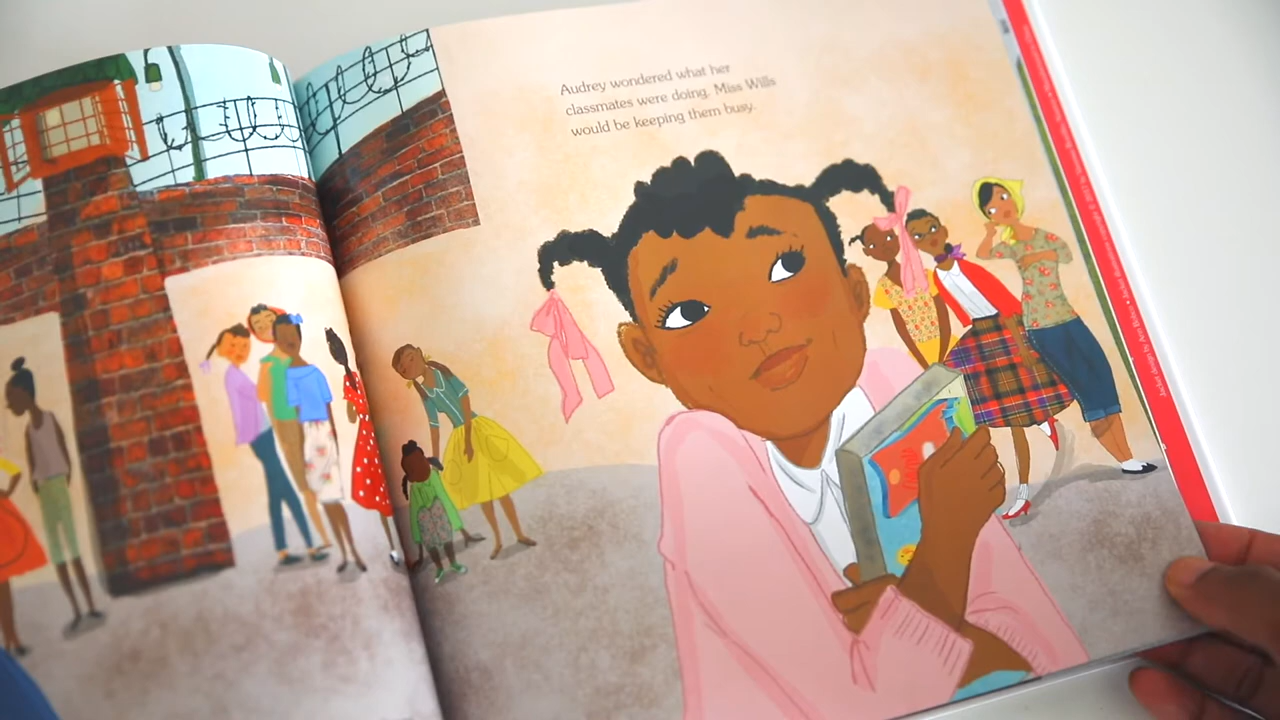 Audrey wondered what her
classmates were doing. Miss Wills
would be keeping them busy.